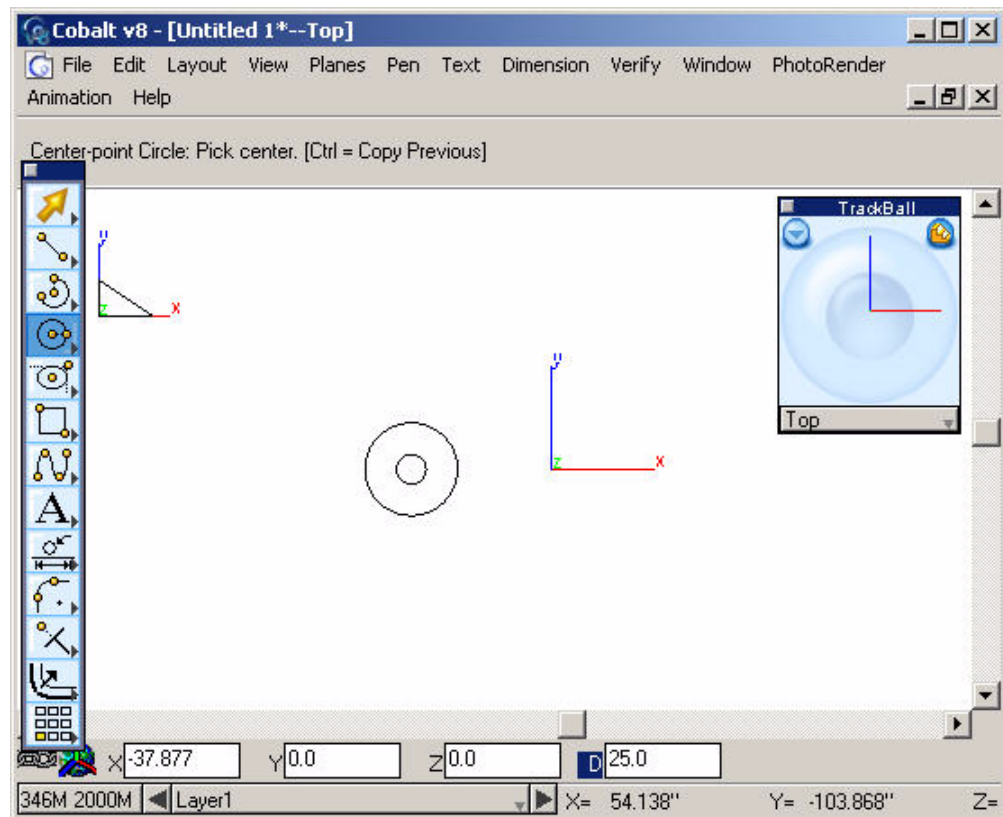 Cobalt v8 - [Untitled 1*--Top]
File Edit Layout View Planes Pen Text Dimension Verify Window PhotoRender
Animation Help
Center-point Circle: Pick center. [Ctrl = Copy Previous]
TrackBall
y
z x
y
z x
Top
A
X -37.877 Y 0.0 Z 0.0 D 25.0
346M 2000M Layer1 X= 54.138" Y= -103.868" Z=